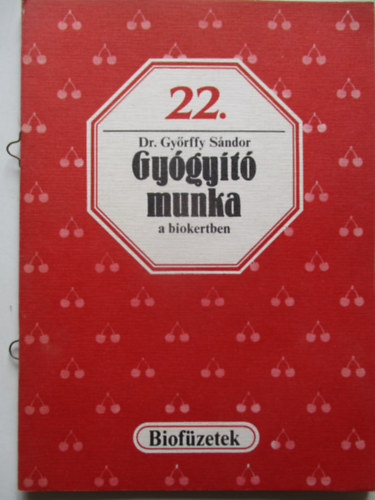 22.
Dr. Györffy Sándor
Gyógyító
munka
a biokertben
Biofüzetek